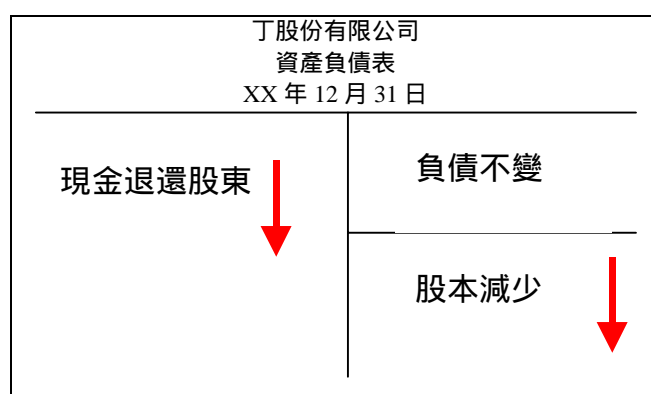 丁股份有限公司
資產負債表
XX 年 12 月 31 日
現金退還股東
負債不變
股本減少